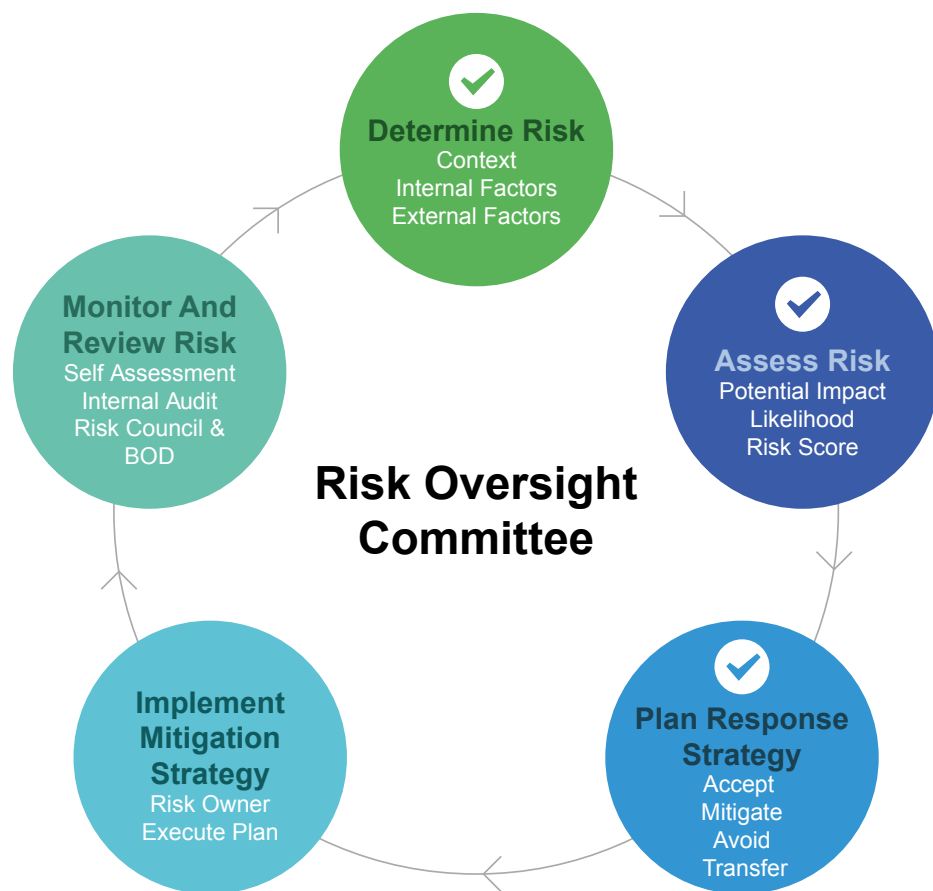 Determine Risk
Context
Internal Factors
External Factors
Assess Risk
Potential Impact
Likelihood
Risk Score
Plan Response
Strategy
Accept
Mitigate
Avoid
Transfer
Implement
Mitigation
Strategy
Risk Owner
Execute Plan
Monitor And
Review Risk
Self Assessment
Internal Audit
Risk Council &
BOD
Risk Oversight
Committee